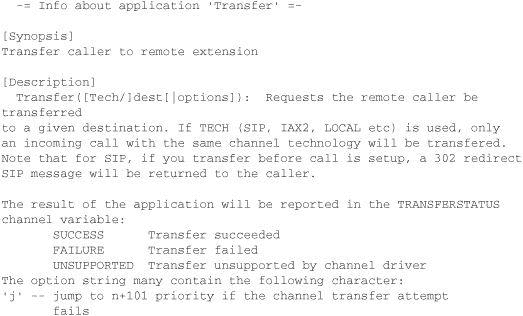 -= Info about application 'Transfer' =-
[Synopsis]
Transfer caller to remote extension
[Description]
Transfer([Tech/]dest[|options]):  Requests the remote caller be
transferred
to a given destination. If TECH (SIP, IAX2, LOCAL etc) is used, only
an incoming call with the same channel technology will be transfered.
Note that for SIP, if you transfer before call is setup, a 302 redirect
SIP message will be returned to the caller.
The result of the application will be reported in the TRANSFERSTATUS
channel variable:
SUCCESS      Transfer succeeded
FAILURE      Transfer failed
UNSUPPORTED  Transfer unsupported by channel driver
The option string many contain the following character:
'j' -- jump to n+101 priority if the channel transfer attempt
fails